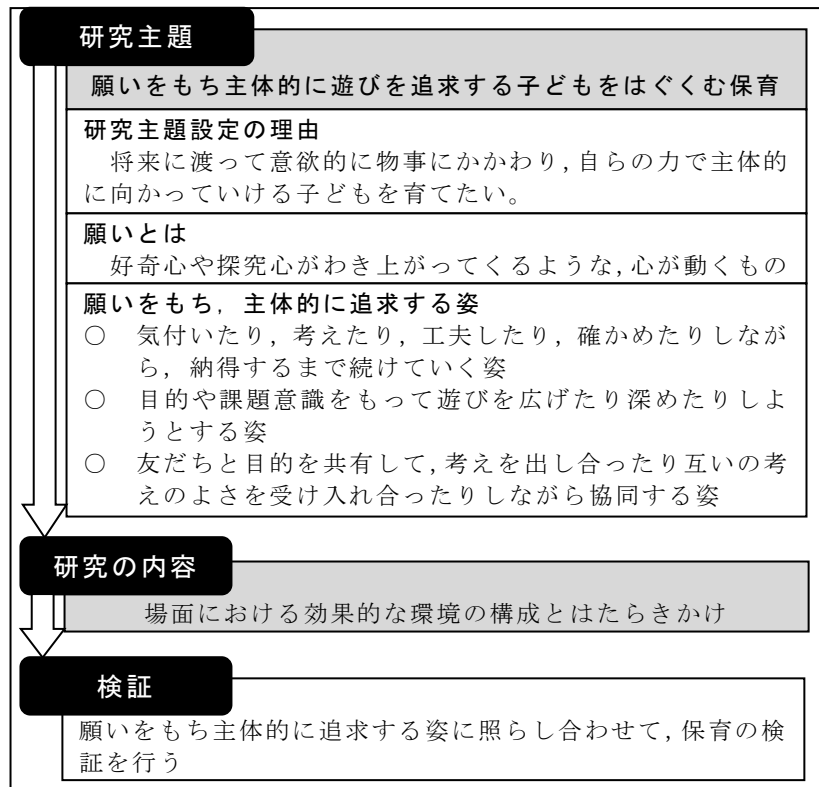 研究主題
願いをもち主体的に遊びを追求する子どもをはぐくむ保育
研究主題設定の理由
将来に渡って意欲的に物事にかかわり,自らの力で主体的
に向かっていける子どもを育てたい。
願いとは
好奇心や探究心がわき上がってくるような,心が動くもの
願いをもち，主体的に追求する姿
○　気付いたり，考えたり，工夫したり，確かめたりしなが
ら，納得するまで続けていく姿
○　目的や課題意識をもって遊びを広げたり深めたりしよ
うとする姿
○　友だちと目的を共有して,考えを出し合ったり互いの考
えのよさを受け入れ合ったりしながら協同する姿
研究の内容
場面における効果的な環境の構成とはたらきかけ
検証
願いをもち主体的に追求する姿に照らし合わせて,保育の検
証を行う